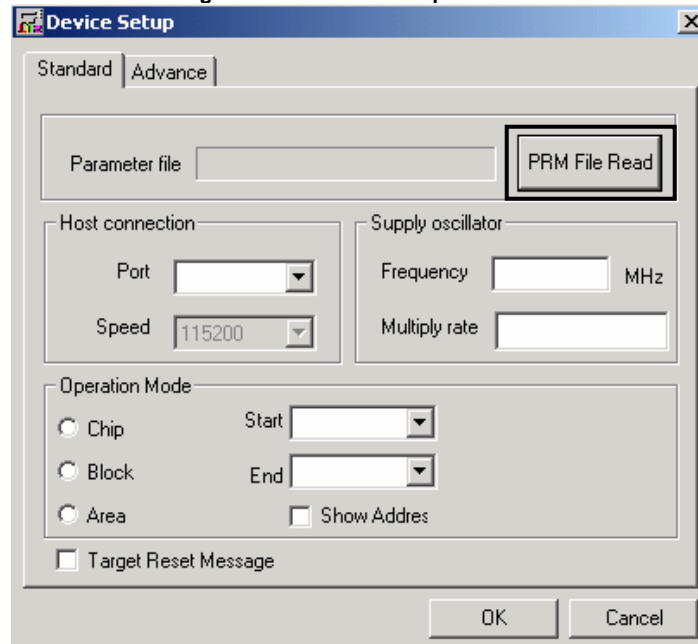 Device Setup
Standard Advance
Parameter file PRM File Read
Host connection
Port
Speed 115200
Supply oscillator
Frequency MHz
Multiply rate
Operation Mode
Chip Start
Block End
Area Show Addres
Target Reset Message
OK Cancel